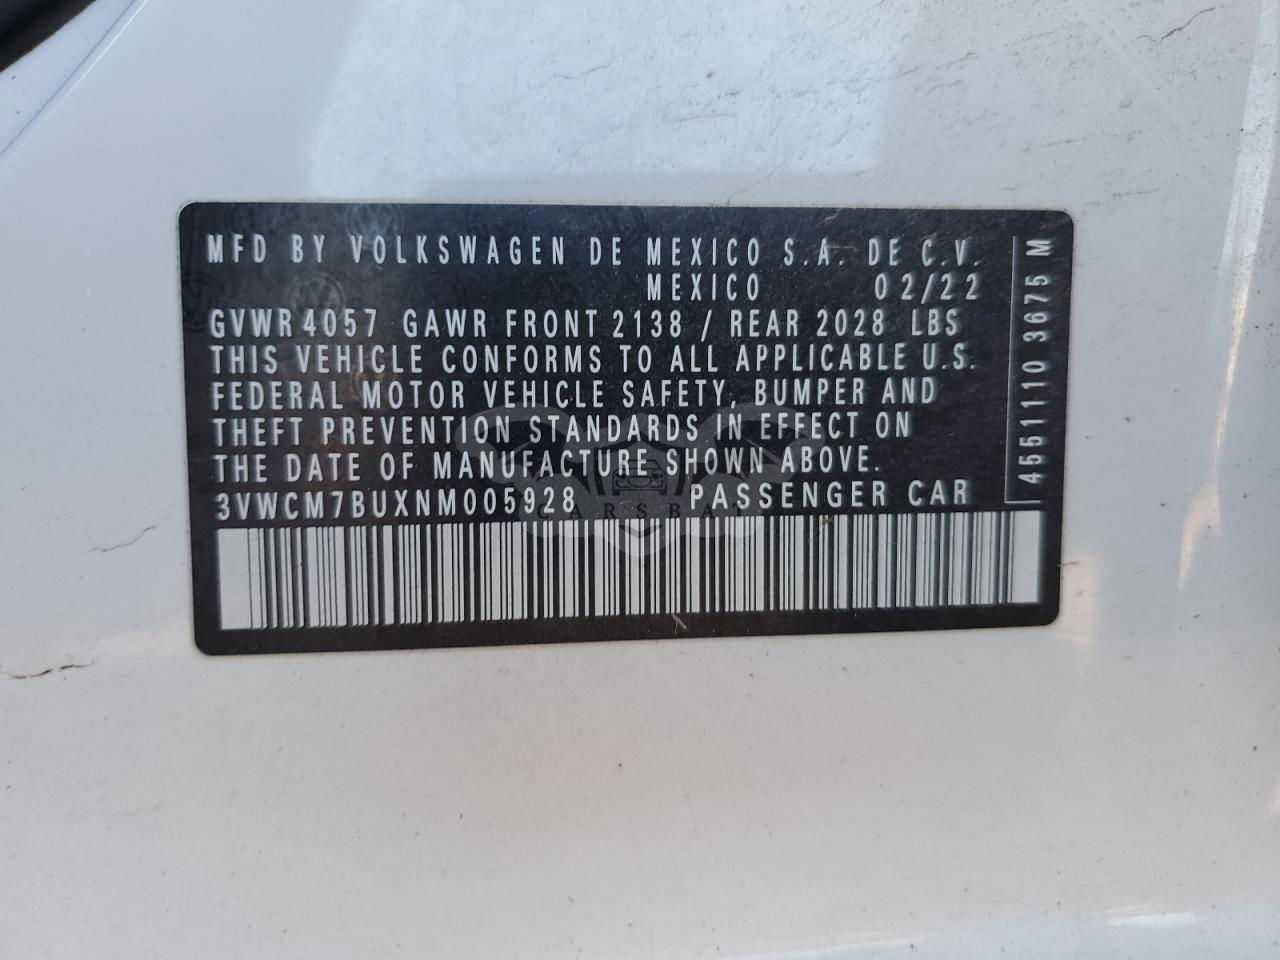 MFD BY VOLKSWAGEN DE MEXICO S.A. DE C.V.
MEXICO 02/22
GVWR 4057 GAWR FRONT 2138 / REAR 2028 LBS
THIS VEHICLE CONFORMS TO ALL APPLICABLE U.S.
FEDERAL MOTOR VEHICLE SAFETY, BUMPER AND
THEFT PREVENTION STANDARDS IN EFFECT ON
THE DATE OF MANUFACTURE SHOWN ABOVE.
3VWCM7BUXNM005928 PASSENGER CAR
4551110 3675 M
CARSBAT